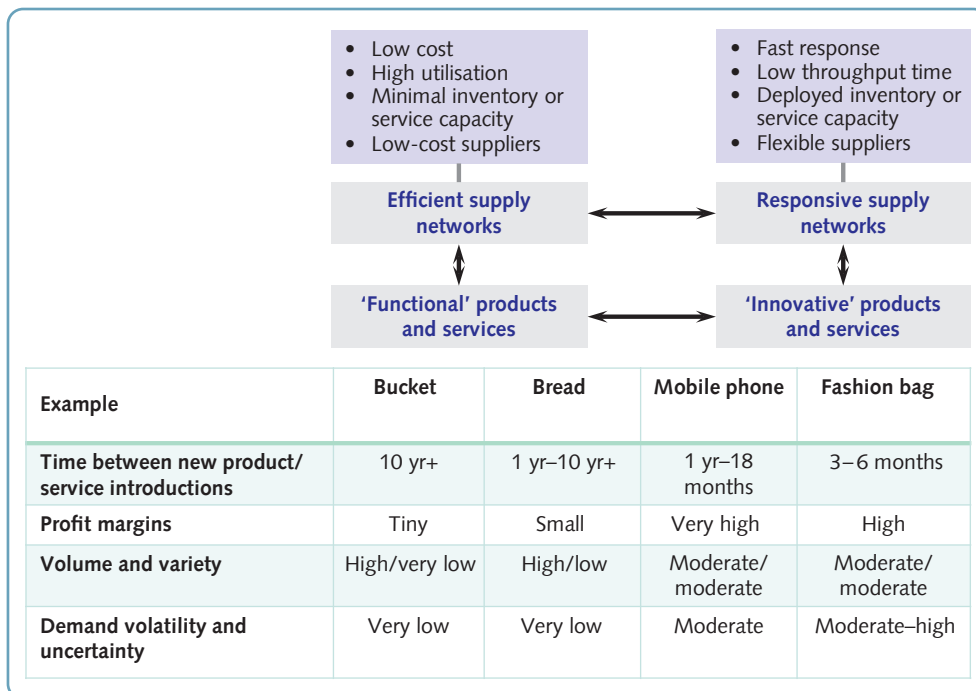 • Low cost
• High utilisation
• Minimal inventory or
service capacity
• Low-cost suppliers
• Fast response
• Low throughput time
• Deployed inventory or
service capacity
• Flexible suppliers
Efficient supply
networks
Responsive supply
networks
‘Functional’ products
and services
‘Innovative’ products
and services
Example
Bucket
Bread
Mobile phone
Fashion bag
Time between new product/
service introductions
10 yr+
1 yr–10 yr+
1 yr–18
months
3–6 months
Profit margins
Tiny
Small
Very high
High
Volume and variety
High/very low
High/low
Moderate/
moderate
Moderate/
moderate
Demand volatility and
uncertainty
Very low
Very low
Moderate
Moderate–high